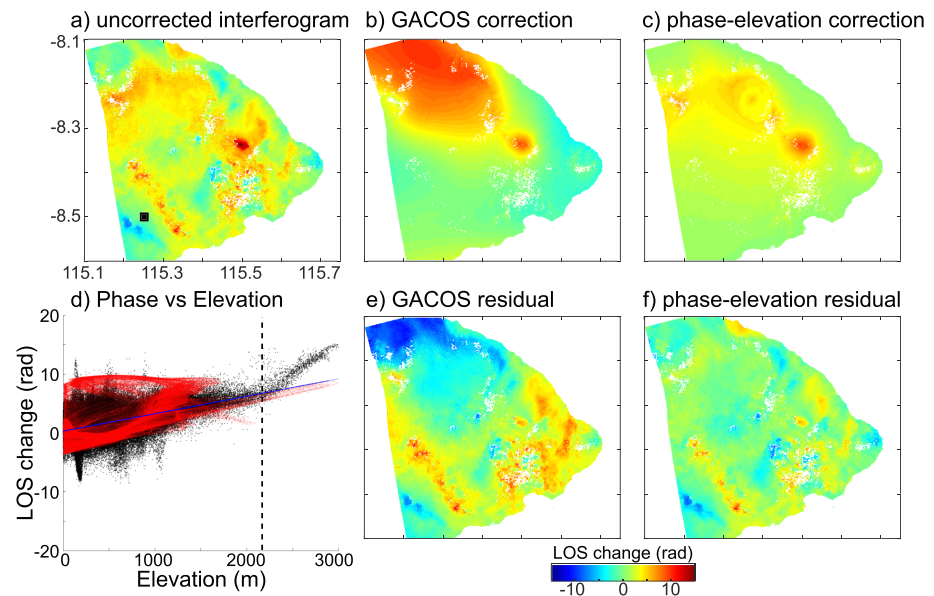 a) uncorrected interferogram
b) GACOS correction
c) phase-elevation correction
-8.1
-8.3
-8.5
115.1 115.3 115.5 115.7
d) Phase vs Elevation
e) GACOS residual
f) phase-elevation residual
20
10
0
-10
-20
LOS change (rad)
0 1000 2000 3000
Elevation (m)
LOS change (rad)
-10 0 10